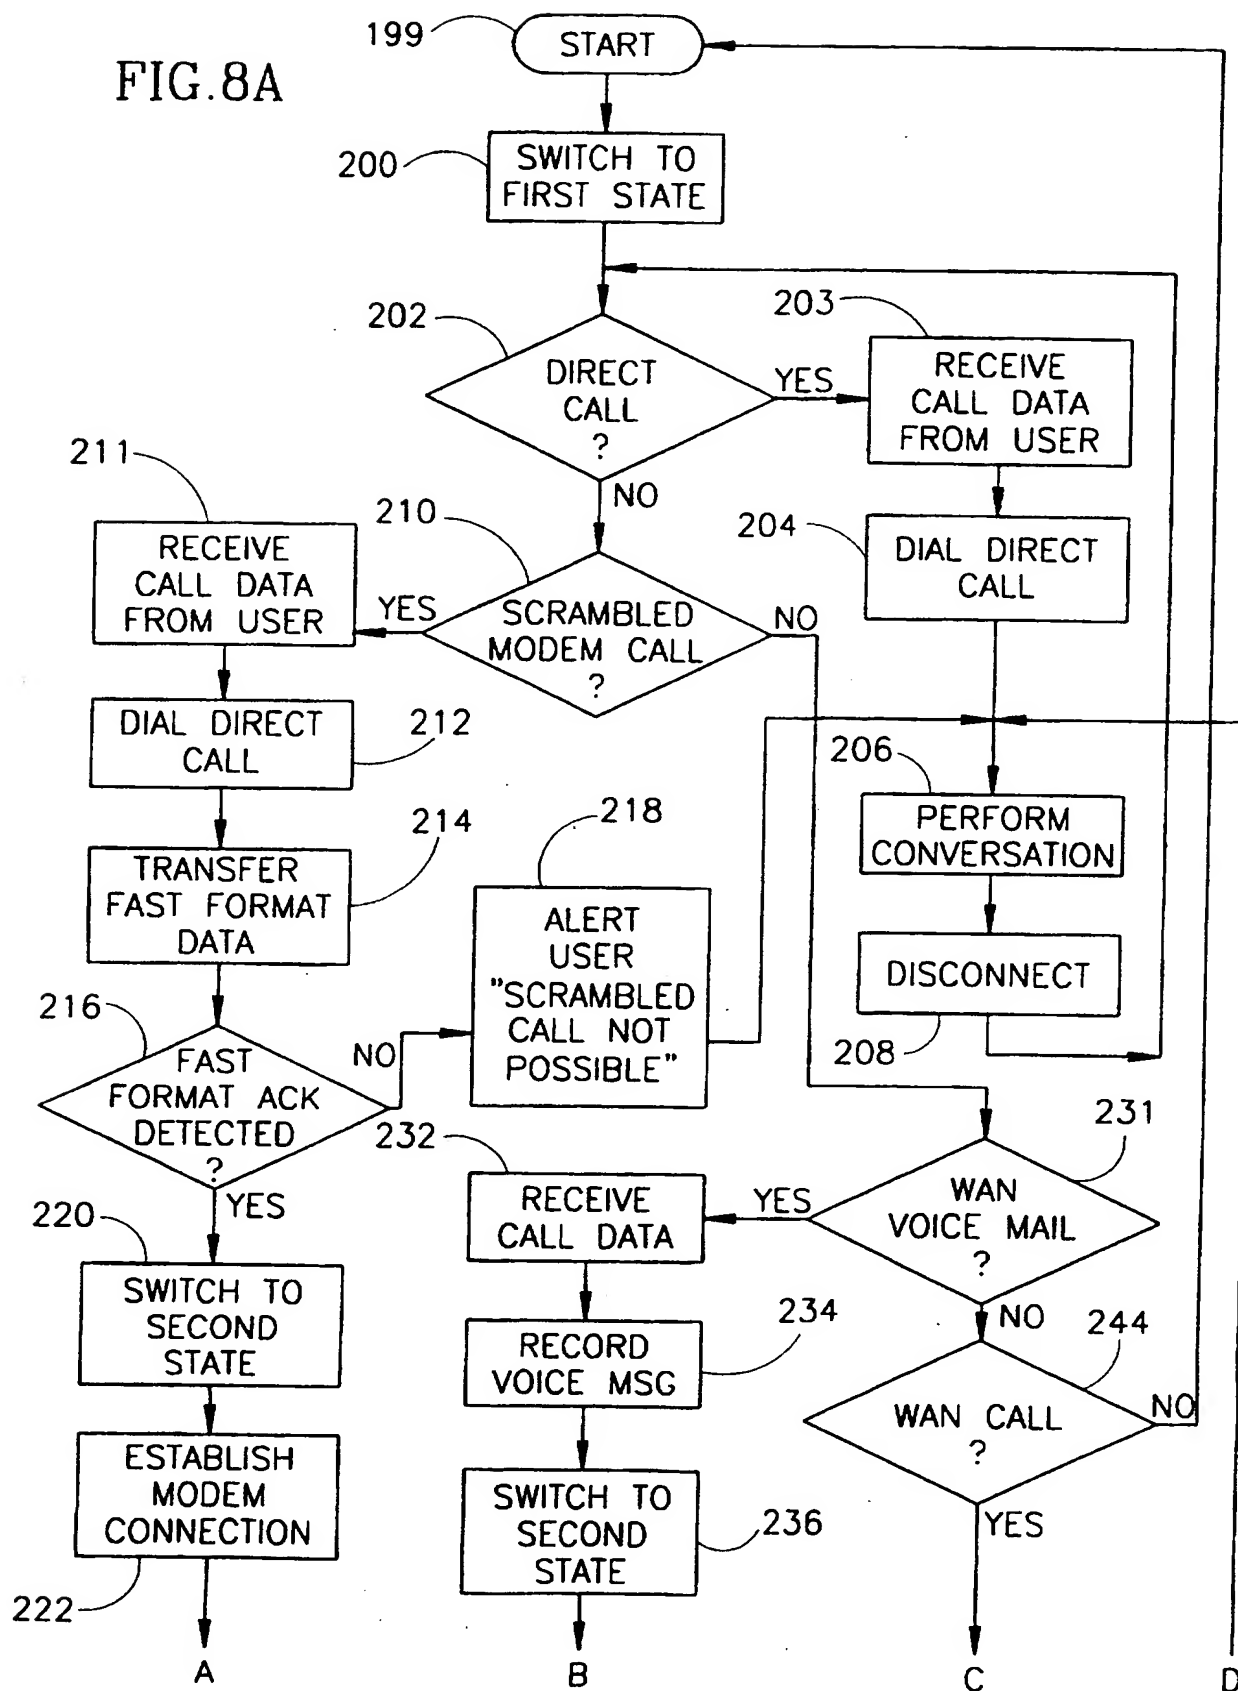 FIG.8A
199
START
200
SWITCH TO
FIRST STATE
202
DIRECT
CALL
?
YES
NO
203
RECEIVE
CALL DATA
FROM USER
204
DIAL DIRECT
CALL
211
RECEIVE
CALL DATA
FROM USER
210
SCRAMBLED
MODEM CALL
?
YES
NO
DIAL DIRECT
CALL
212
206
PERFORM
CONVERSATION
214
TRANSFER
FAST FORMAT
DATA
218
ALERT
USER
"SCRAMBLED
CALL NOT
POSSIBLE"
DISCONNECT
208
216
FAST
FORMAT ACK
DETECTED
?
NO
YES
232
RECEIVE
CALL DATA
YES
231
WAN
VOICE MAIL
?
NO
220
SWITCH TO
SECOND
STATE
RECORD
VOICE MSG
234
244
WAN CALL
?
NO
YES
ESTABLISH
MODEM
CONNECTION
222
SWITCH TO
SECOND
STATE
236
A
B
C
D